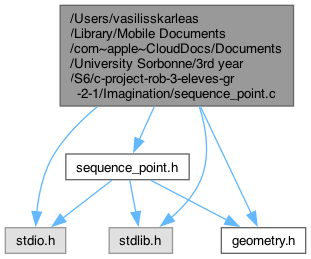 /Users/vasilisskarleas
/Library/Mobile Documents
/com~apple~CloudDocs/Documents
/University Sorbonne/3rd year
/S6/c-project-rob-3-eleves-gr
-2-1/Imagination/sequence_point.c
sequence_point.h
stdio.h
stdlib.h
geometry.h